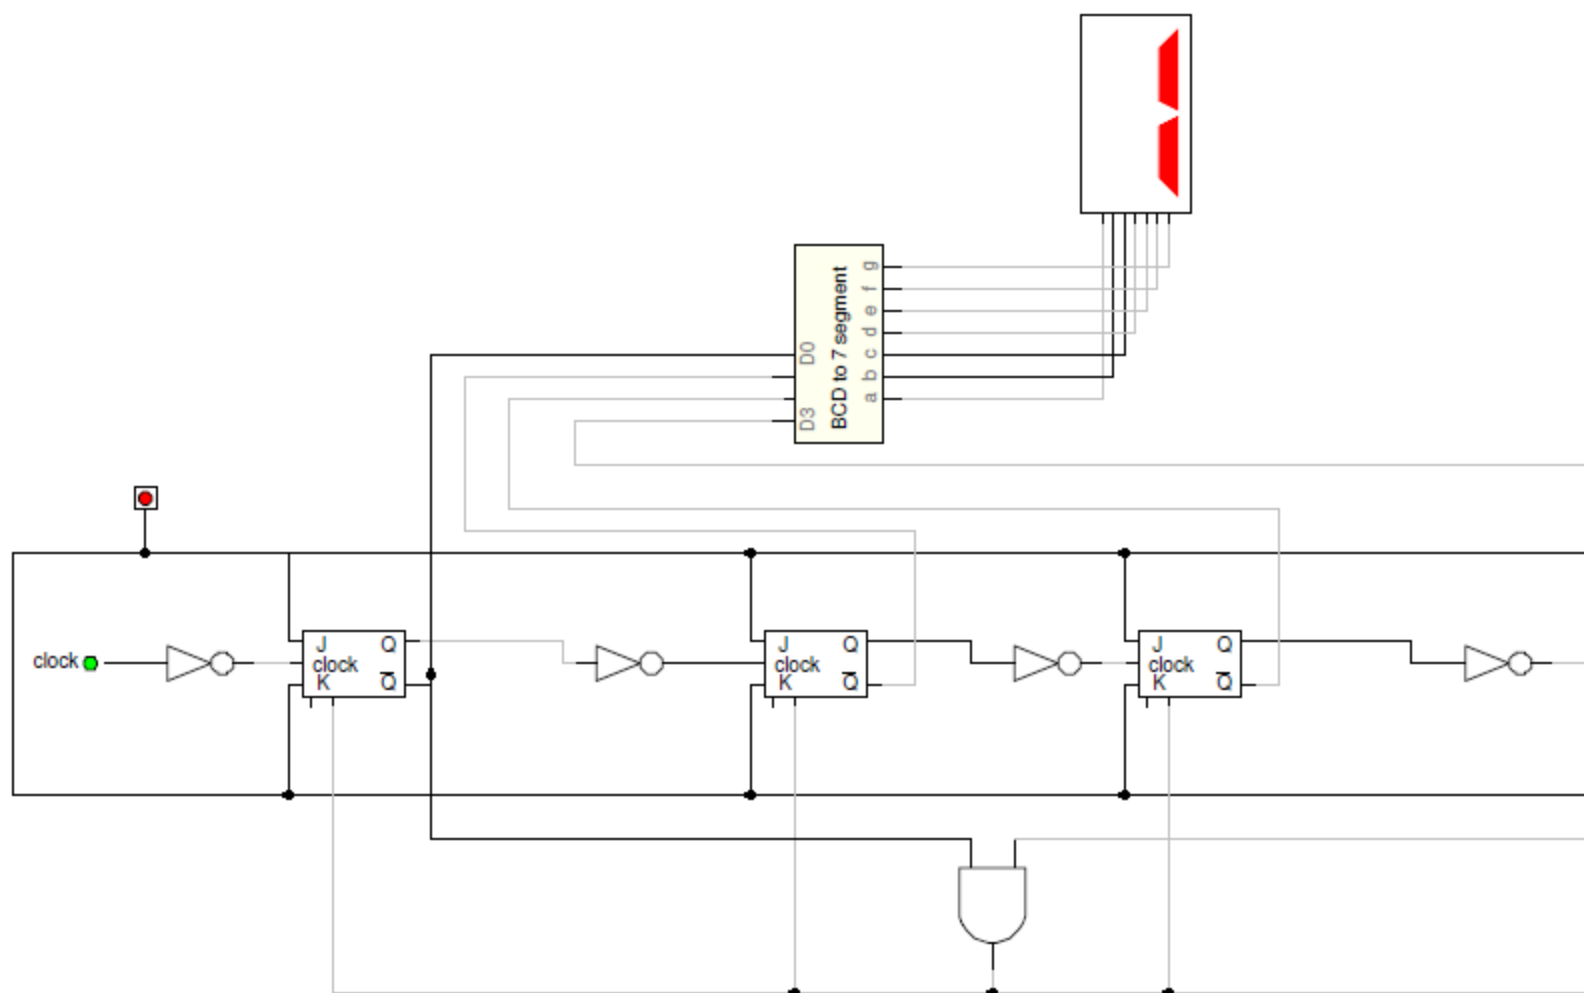 g
f
e
d
D0
c
b
a
D3
BCD to 7 segment
clock
J Q
clock
K Q̅
J Q
clock
K Q̅
J Q
clock
K Q̅